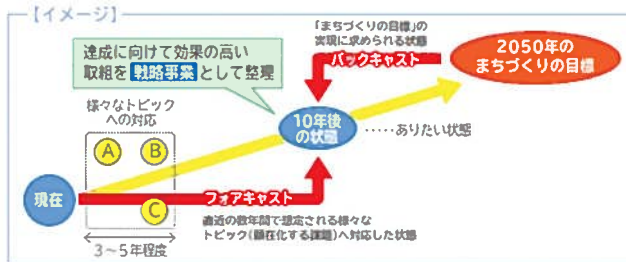 【イメージ】
「まちづくりの目標」の
実現に求められる状態
バックキャスト
2050年の
まちづくりの目標
達成に向けて効果の高い
取組を 戦略事業 として整理
様々なトピック
への対応
A
B
C
10年後
の状態
……ありたい状態
現在
フォアキャスト
直近の数年間で想定される様々な
トピック(顕在化する課題)へ対応した状態
3～5年程度